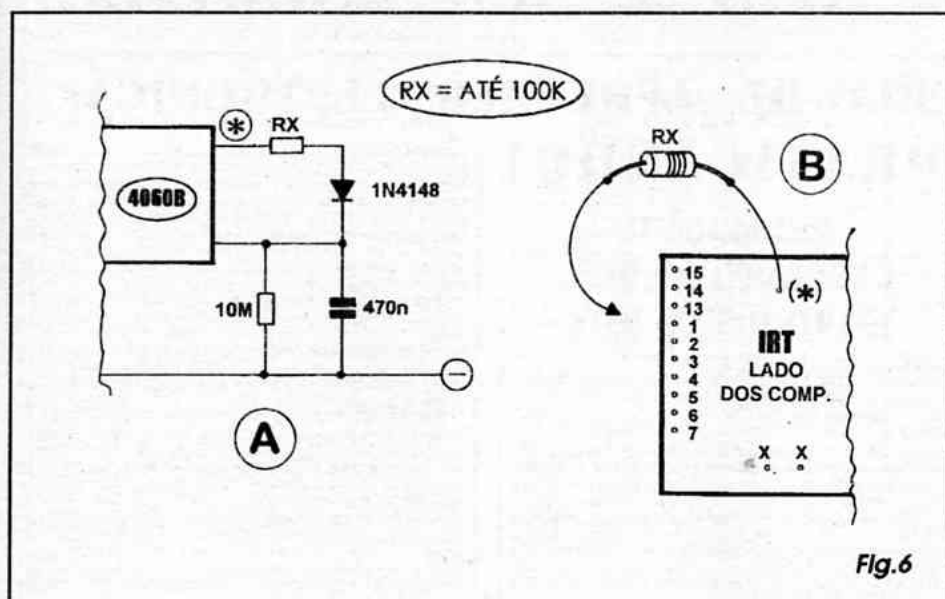 RX = ATÉ 100K
*
RX
4060B
1N4148
10M
470n
−
A
RX
B
15
14
13
1
2
3
4
5
6
7
(*)
IRT
LADO
DOS COMP.
X X
Fig.6